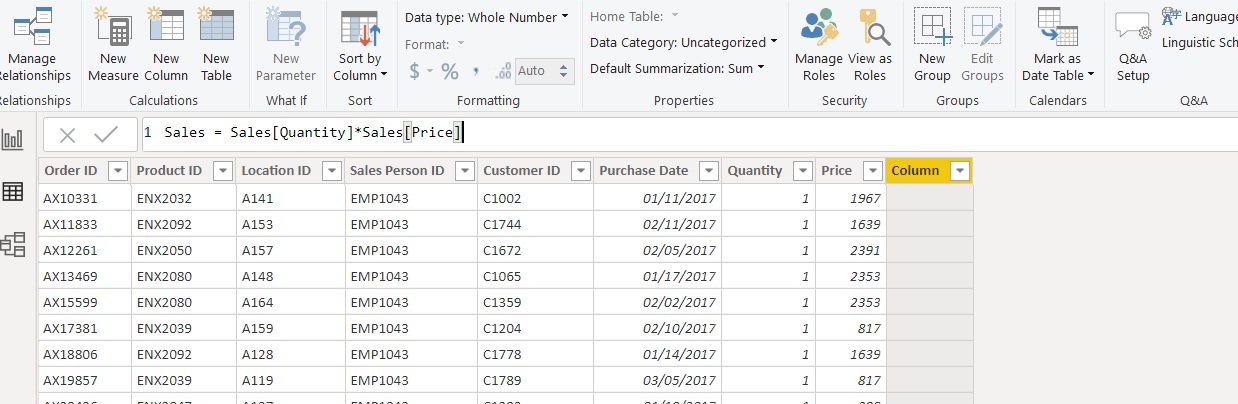 Manage Relationships
New Measure
New Column
New Table
New Parameter
Sort by Column
Data type: Whole Number
Format:
$ % , .00 Auto
Home Table:
Data Category: Uncategorized
Default Summarization: Sum
Manage Roles
View as Roles
New Group
Edit Groups
Mark as Date Table
Q&A Setup
Language
Linguistic Sch
elationships
Calculations
What If
Sort
Formatting
Properties
Security
Groups
Calendars
Q&A
1 Sales = Sales[Quantity]*Sales[Price]
Order ID Product ID Location ID Sales Person ID Customer ID Purchase Date Quantity Price Column
AX10331 ENX2032 A141 EMP1043 C1002 01/11/2017 1 1967
AX11833 ENX2092 A153 EMP1043 C1744 02/11/2017 1 1639
AX12261 ENX2050 A157 EMP1043 C1672 02/05/2017 1 2391
AX13469 ENX2080 A148 EMP1043 C1065 01/17/2017 1 2353
AX15599 ENX2080 A164 EMP1043 C1359 02/02/2017 1 2353
AX17381 ENX2039 A159 EMP1043 C1204 02/10/2017 1 817
AX18806 ENX2092 A128 EMP1043 C1778 01/14/2017 1 1639
AX19857 ENX2039 A119 EMP1043 C1789 03/05/2017 1 817